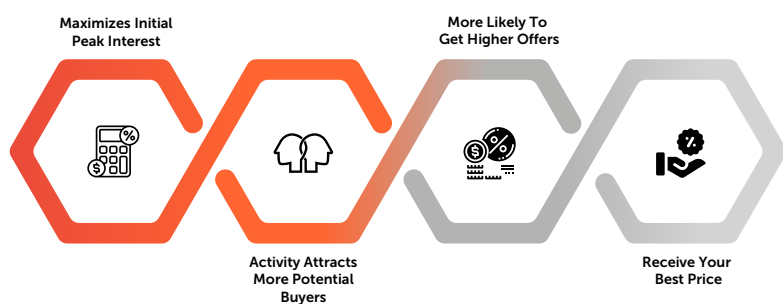 Maximizes Initial
Peak Interest
Activity Attracts
More Potential
Buyers
More Likely To
Get Higher Offers
Receive Your
Best Price
$
%
$
%
%